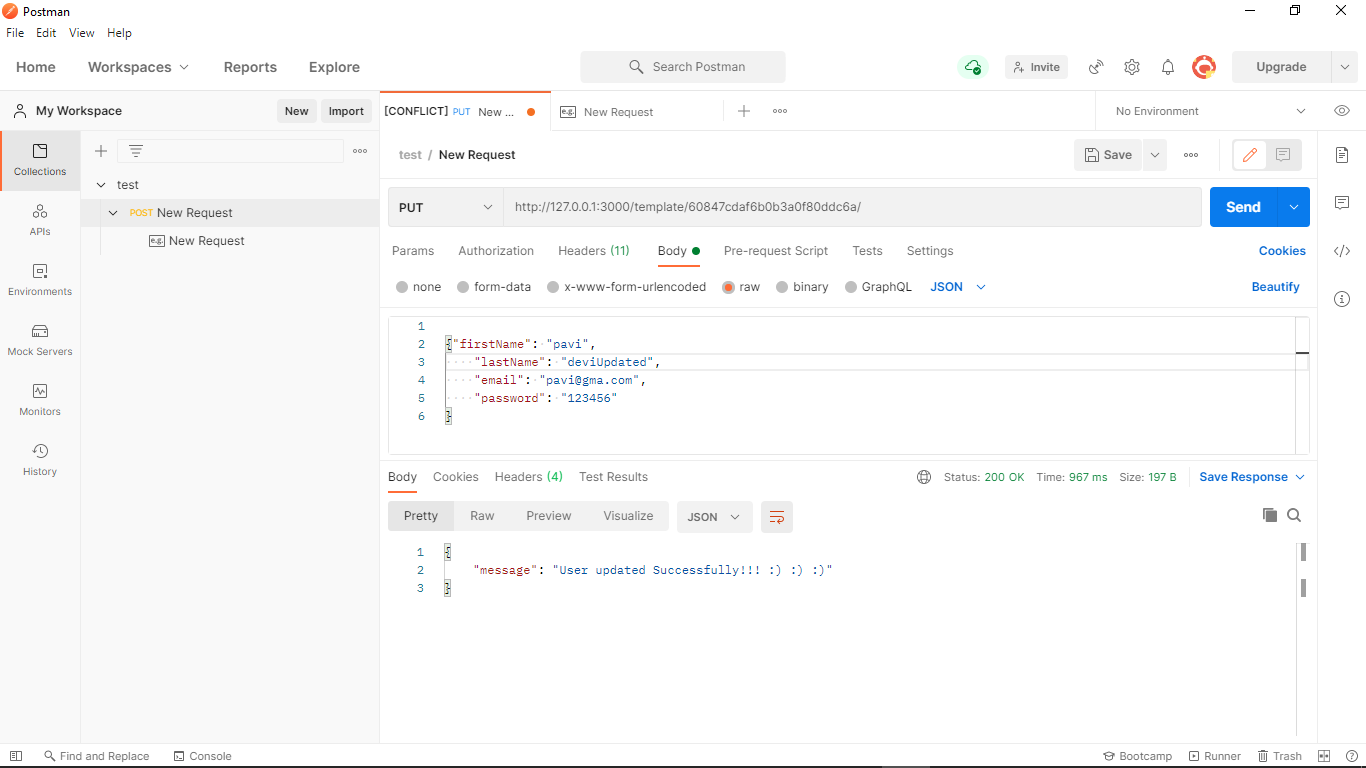 Postman
File Edit View Help
Home Workspaces Reports Explore Search Postman Invite Upgrade
My Workspace New Import [CONFLICT] PUT New ... e.g. New Request No Environment
Collections
APIs
Environments
Mock Servers
Monitors
History
test
POST New Request
e.g. New Request
test / New Request Save
PUT http://127.0.0.1:3000/template/60847cdaf6b0b3a0f80ddc6a/ Send
Params Authorization Headers (11) Body Pre-request Script Tests Settings Cookies
none form-data x-www-form-urlencoded raw binary GraphQL JSON Beautify
1
2 {"firstName": "pavi",
3 "lastName": "deviUpdated",
4 "email": "pavi@gma.com",
5 "password": "123456"
6 }
Body Cookies Headers (4) Test Results Status: 200 OK Time: 967 ms Size: 197 B Save Response
Pretty Raw Preview Visualize JSON
1 {
2 "message": "User updated Successfully!!! :) :) :)"
3 }
Find and Replace Console Bootcamp Runner Trash